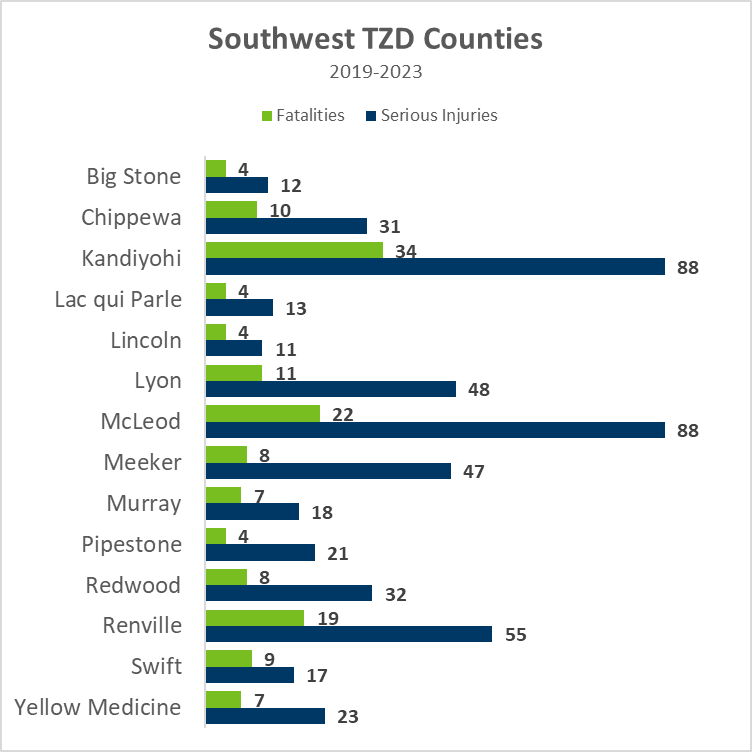 Southwest TZD Counties
2019-2023
Fatalities Serious Injuries
Big Stone 4 12
Chippewa 10 31
Kandiyohi 34 88
Lac qui Parle 4 13
Lincoln 4 11
Lyon 11 48
McLeod 22 88
Meeker 8 47
Murray 7 18
Pipestone 4 21
Redwood 8 32
Renville 19 55
Swift 9 17
Yellow Medicine 7 23